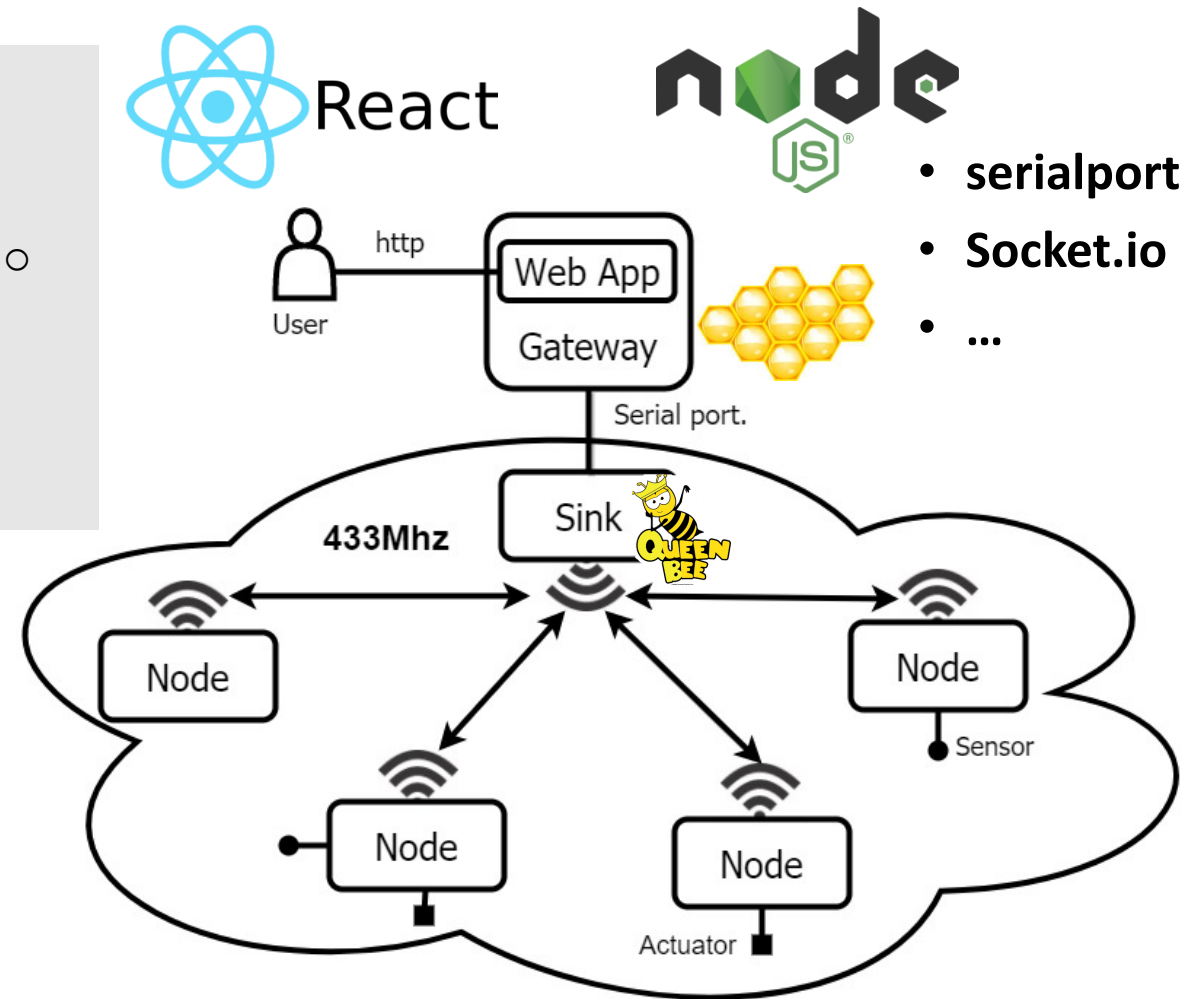 React
node
JS ®
• serialport
• Socket.io
• ...
o
http
User
Web App
Gateway
Serial port.
Sink
QUEEN
BEE
433Mhz
Node
Node
Sensor
Node
Node
Actuator